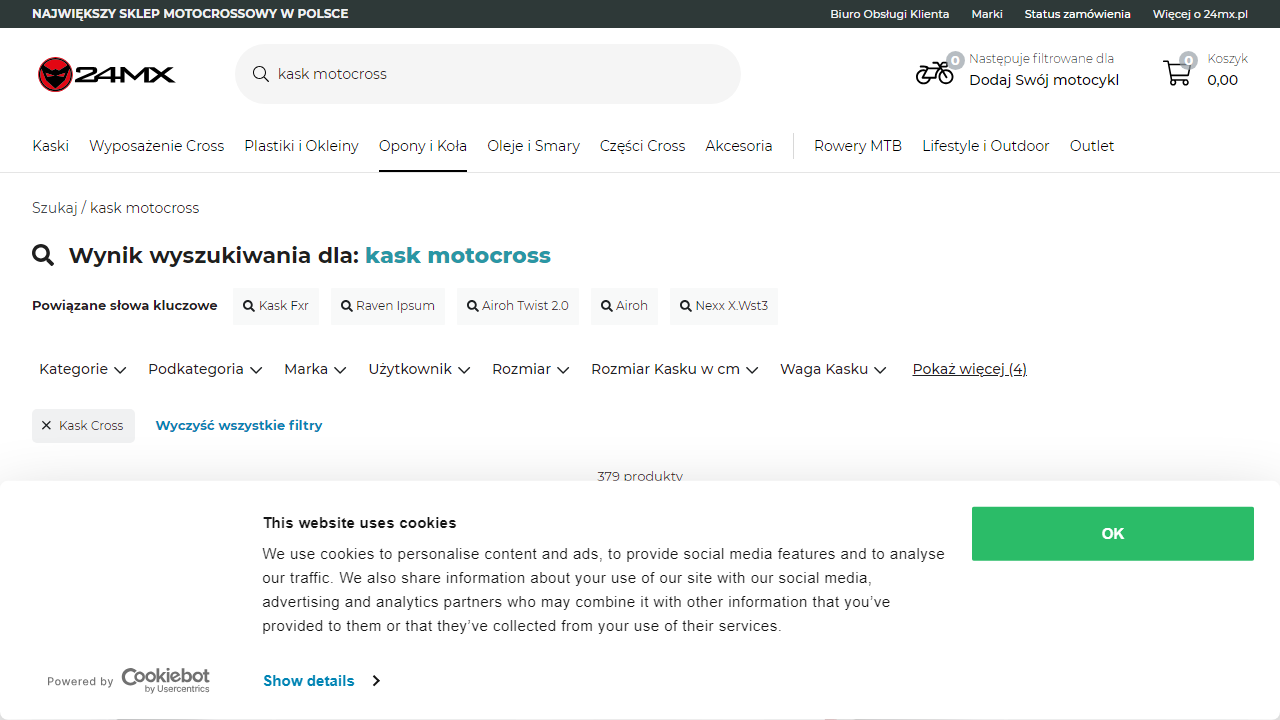 NAJWIĘKSZY SKLEP MOTOCROSSOWY W POLSCE
Biuro Obsługi Klienta Marki Status zamówienia Więcej o 24mx.pl
24MX
kask motocross
0 Następuje filtrowane dla
Dodaj Swój motocykl
0 Koszyk
0,00
Kaski Wyposażenie Cross Plastiki i Okleiny Opony i Koła Oleje i Smary Części Cross Akcesoria Rowery MTB Lifestyle i Outdoor Outlet
Szukaj / kask motocross
Wynik wyszukiwania dla: kask motocross
Powiązane słowa kluczowe Kask Fxr Raven Ipsum Airoh Twist 2.0 Airoh Nexx X.Wst3
Kategorie Podkategoria Marka Użytkownik Rozmiar Rozmiar Kasku w cm Waga Kasku Pokaż więcej (4)
Kask Cross Wyczyść wszystkie filtry
379 produkty
This website uses cookies
We use cookies to personalise content and ads, to provide social media features and to analyse
our traffic. We also share information about your use of our site with our social media,
advertising and analytics partners who may combine it with other information that you've
provided to them or that they've collected from your use of their services.
OK
Powered by Cookiebot
by Usercentrics
Show details